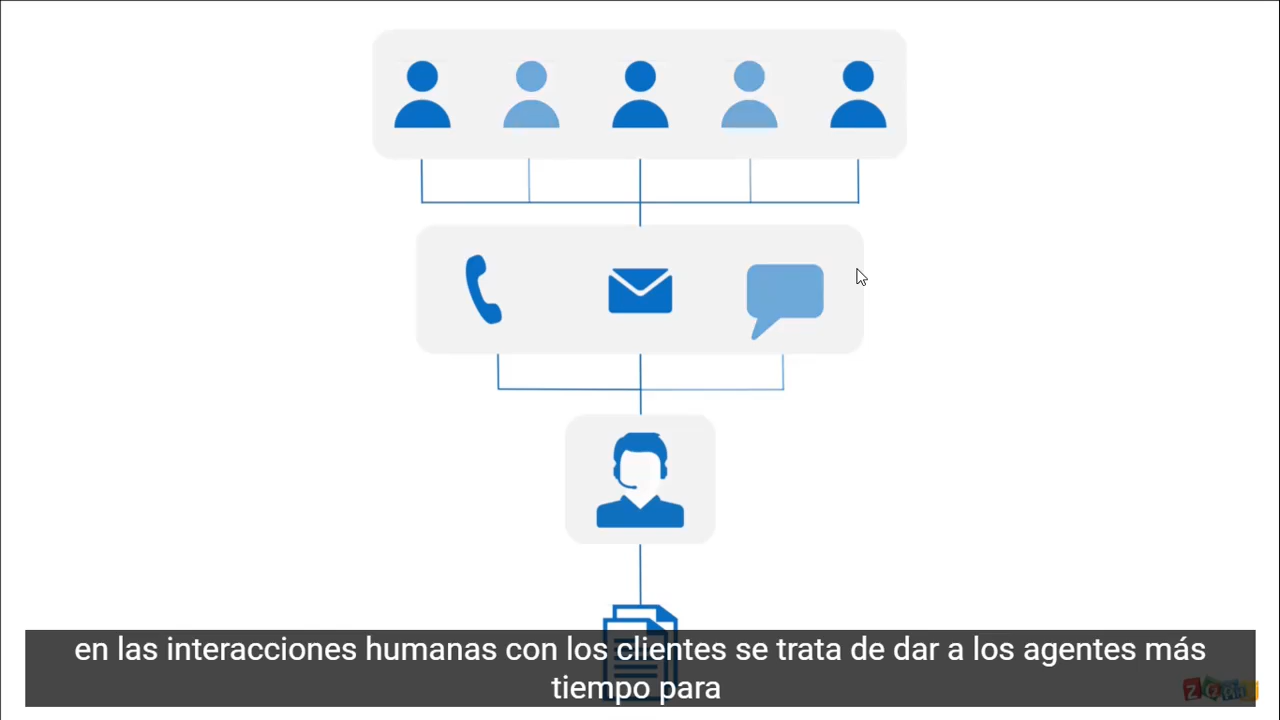 en las interacciones humanas con los clientes se trata de dar a los agentes más
tiempo para